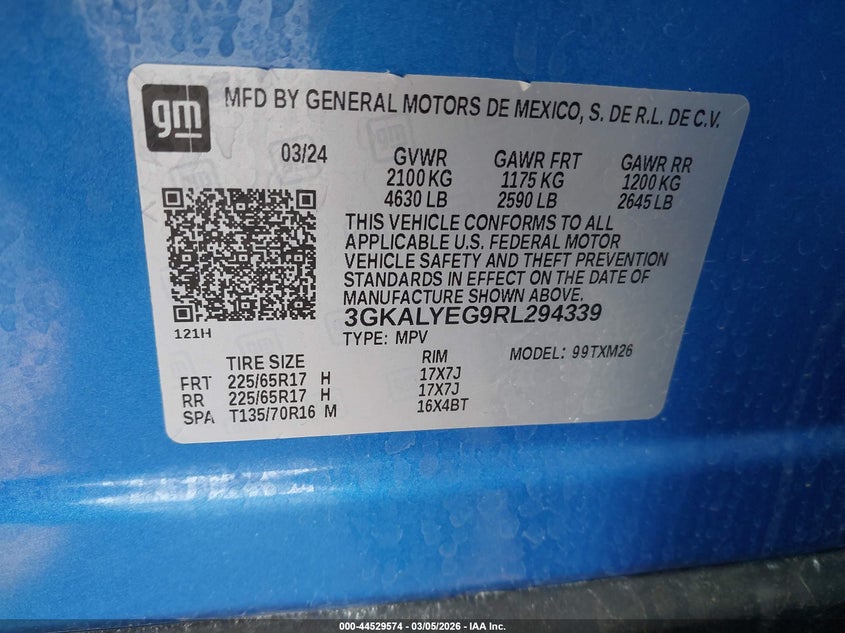 gm
MFD BY GENERAL MOTORS DE MEXICO, S. DE R.L. DE C.V.
03/24 GVWR GAWR FRT GAWR RR
2100 KG 1175 KG 1200 KG
4630 LB 2590 LB 2645 LB
THIS VEHICLE CONFORMS TO ALL
APPLICABLE U.S. FEDERAL MOTOR
VEHICLE SAFETY AND THEFT PREVENTION
STANDARDS IN EFFECT ON THE DATE OF
MANUFACTURE SHOWN ABOVE.
3GKALYEG9RL294339
121H
TYPE: MPV MODEL: 99TXM26
TIRE SIZE RIM
FRT 225/65R17 H 17X7J
RR 225/65R17 H 17X7J
SPA T135/70R16 M 16X4BT
000-44529574 - 03/05/2026 - IAA Inc.